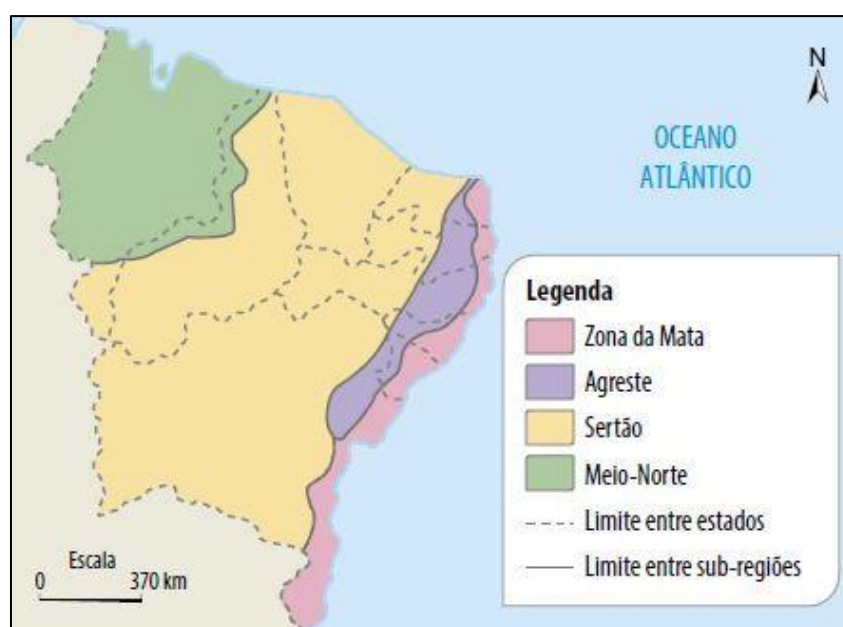 N
OCEANO
ATLÂNTICO
Legenda
Zona da Mata
Agreste
Sertão
Meio-Norte
Limite entre estados
Limite entre sub-regiões
Escala
0 370 km